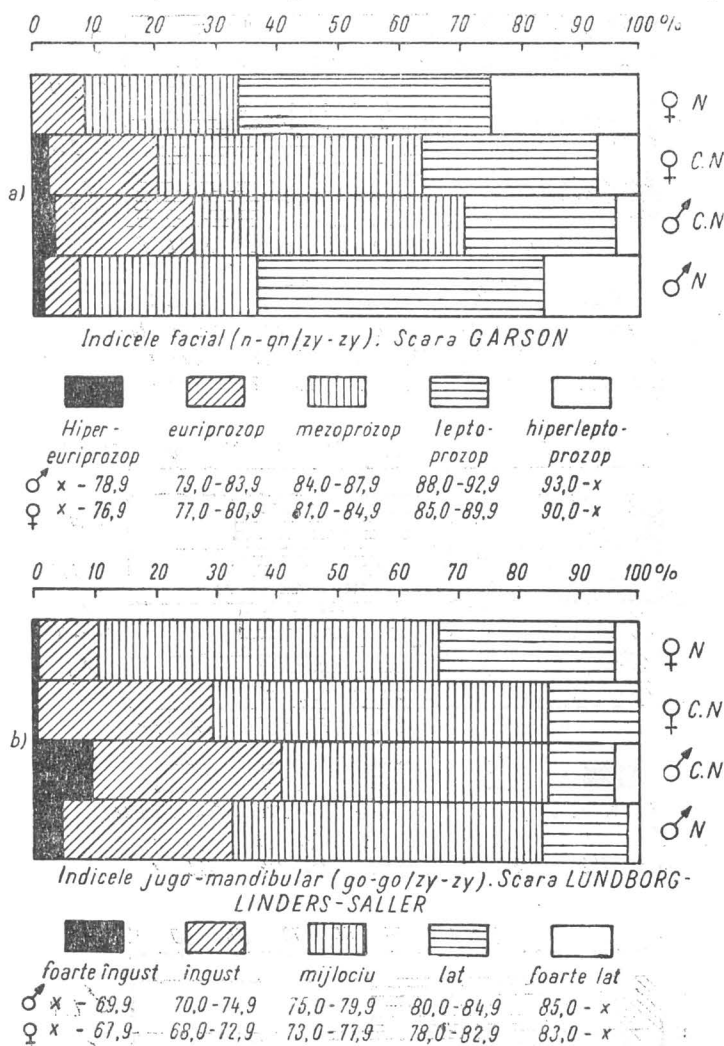 0 10 20 30 40 50 60 70 80 90 100 %
♀ N
♀ C.N
a)
♂ C.N
♂ N
Indicele facial (n-gn/zy-zy). Scara GARSON
Hiper- euriprozop mezoprozop lepto- hiperlepto-
euriprozop prozop prozop
♂ x - 78,9 79,0-83,9 84,0-87,9 88,0-92,9 93,0-x
♀ x - 76,9 77,0-80,9 81,0-84,9 85,0-89,9 90,0-x
0 10 20 30 40 50 60 70 80 90 100%
♀ N
♀ C.N
b)
♂ C.N
♂ N
Indicele jugo-mandibular (go-go/zy-zy). Scara LUNDBORG-
LINDERS-SALLER
foarte îngust îngust mijlociu lat foarte lat
♂ x - 69,9 70,0-74,9 75,0-79,9 80,0-84,9 85,0 - x
♀ x - 67,9 68,0-72,9 73,0-77,9 78,0-82,9 83,0 - x